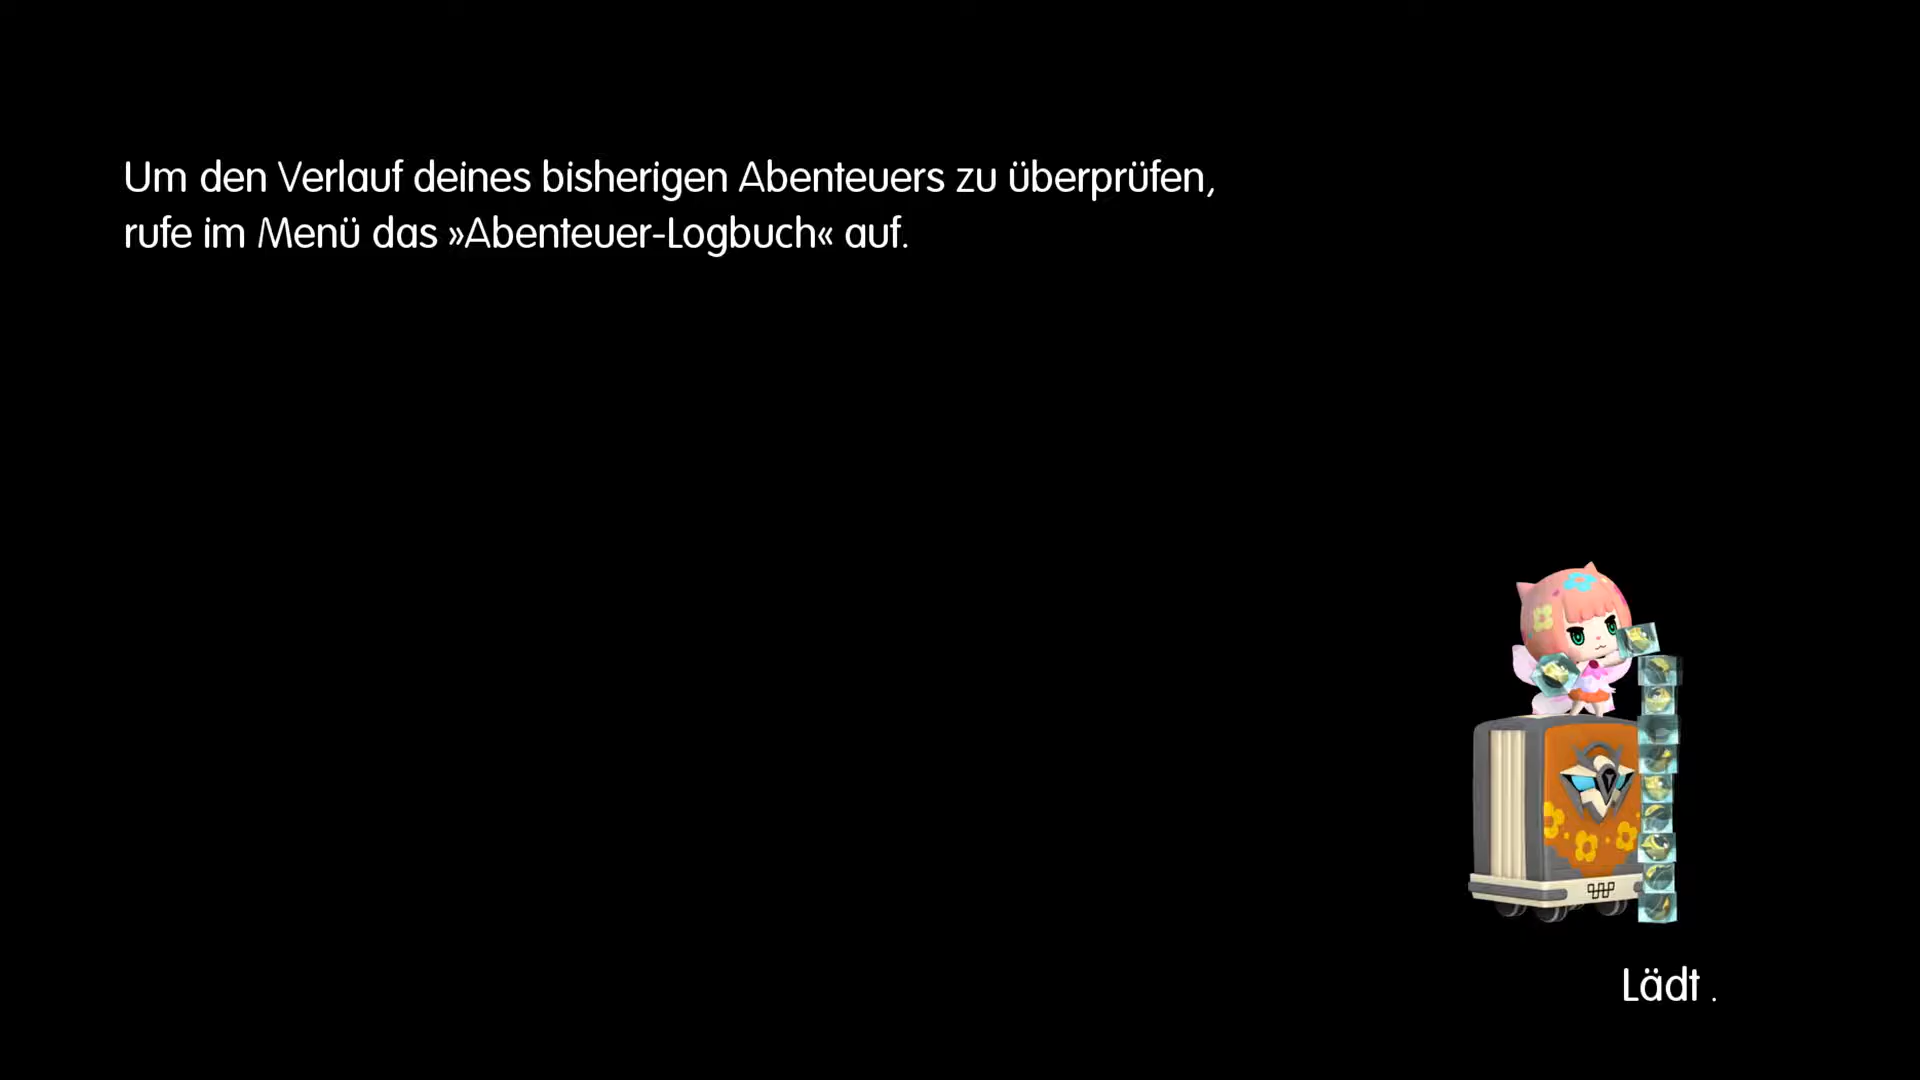 Um den Verlauf deines bisherigen Abenteuers zu überprüfen,
rufe im Menü das »Abenteuer-Logbuch« auf.
Lädt .